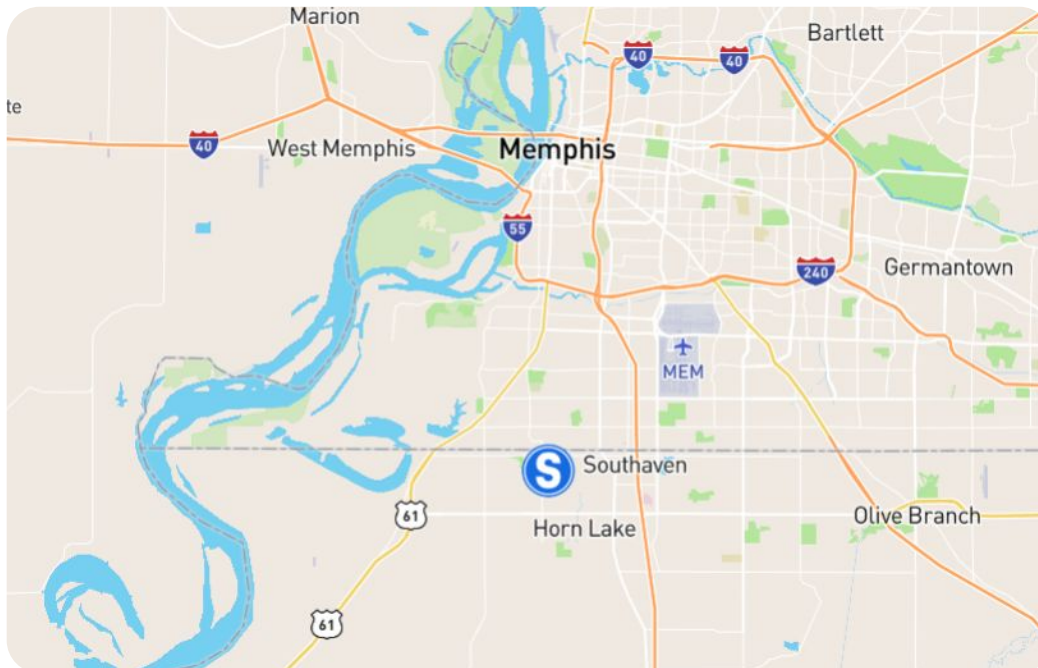 Marion
Bartlett
te
40
40
40
West Memphis
Memphis
55
240
Germantown
MEM
S
Southaven
61
Horn Lake
Olive Branch
61